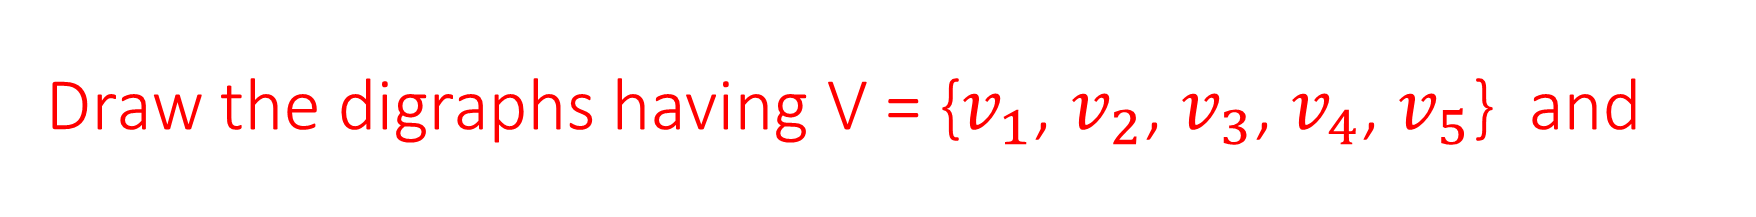 Draw the digraphs having V = {𝒗₁, 𝒗₂, 𝒗₃, 𝒗₄, 𝒗₅} and